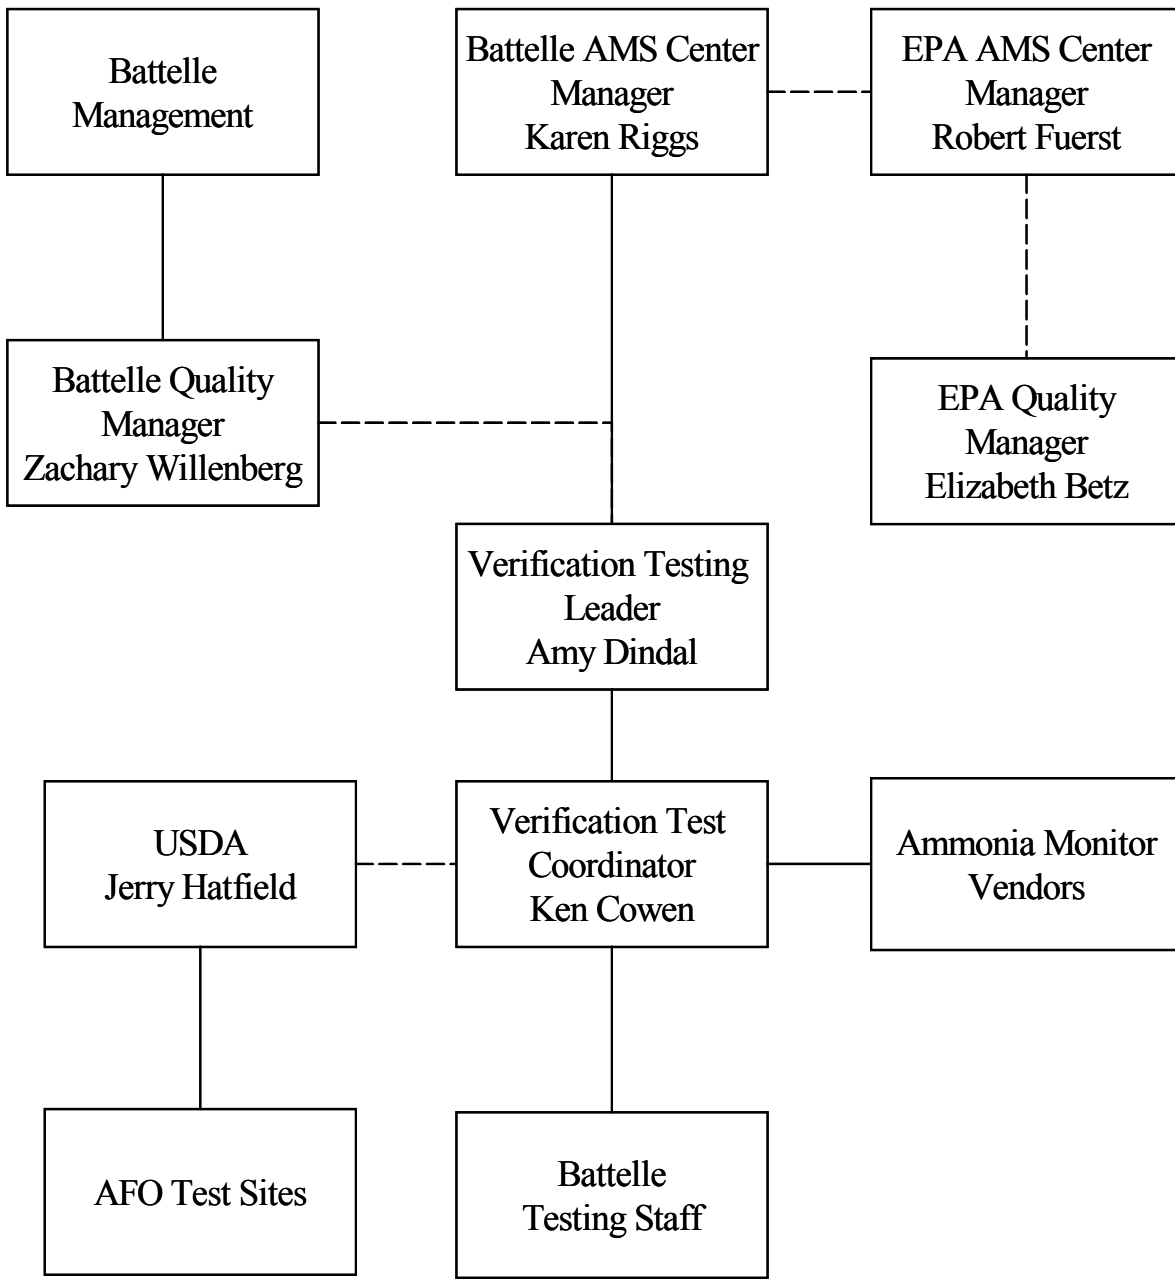 Battelle
Management
Battelle AMS Center
Manager
Karen Riggs
EPA AMS Center
Manager
Robert Fuerst
Battelle Quality
Manager
Zachary Willenberg
EPA Quality
Manager
Elizabeth Betz
Verification Testing
Leader
Amy Dindal
USDA
Jerry Hatfield
Verification Test
Coordinator
Ken Cowen
Ammonia Monitor
Vendors
AFO Test Sites
Battelle
Testing Staff